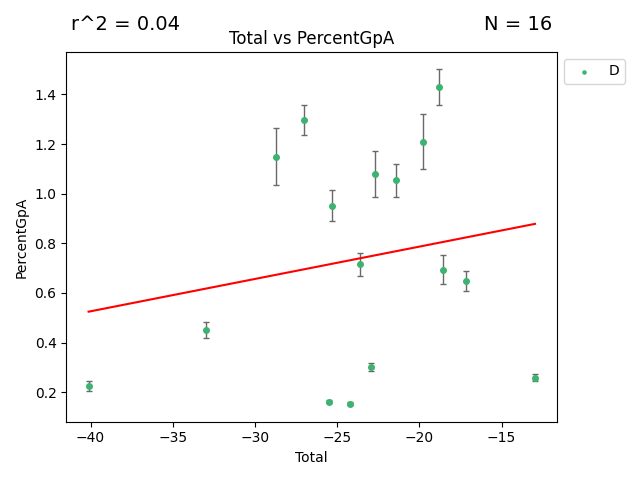 r^2 = 0.04
N = 16
Total vs PercentGpA
D
PercentGpA
1.4
1.2
1.0
0.8
0.6
0.4
0.2
−40
−35
−30
−25
−20
−15
Total